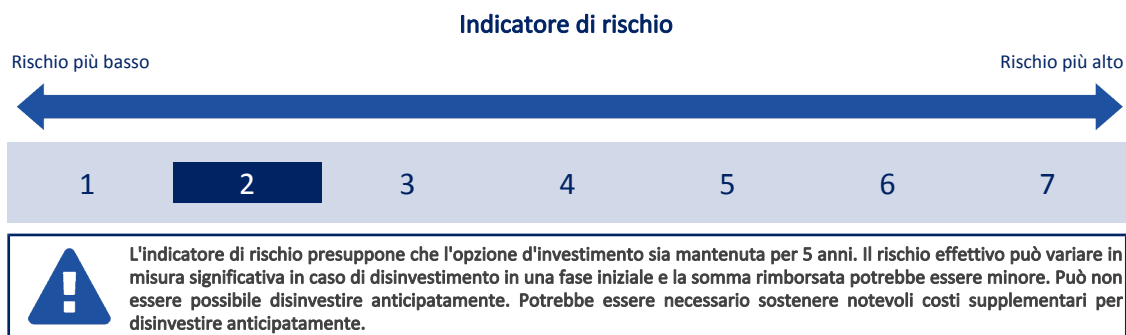 Indicatore di rischio
Rischio più basso
Rischio più alto
1 2 3 4 5 6 7
L'indicatore di rischio presuppone che l'opzione d'investimento sia mantenuta per 5 anni. Il rischio effettivo può variare in
misura significativa in caso di disinvestimento in una fase iniziale e la somma rimborsata potrebbe essere minore. Può non
essere possibile disinvestire anticipatamente. Potrebbe essere necessario sostenere notevoli costi supplementari per
disinvestire anticipatamente.